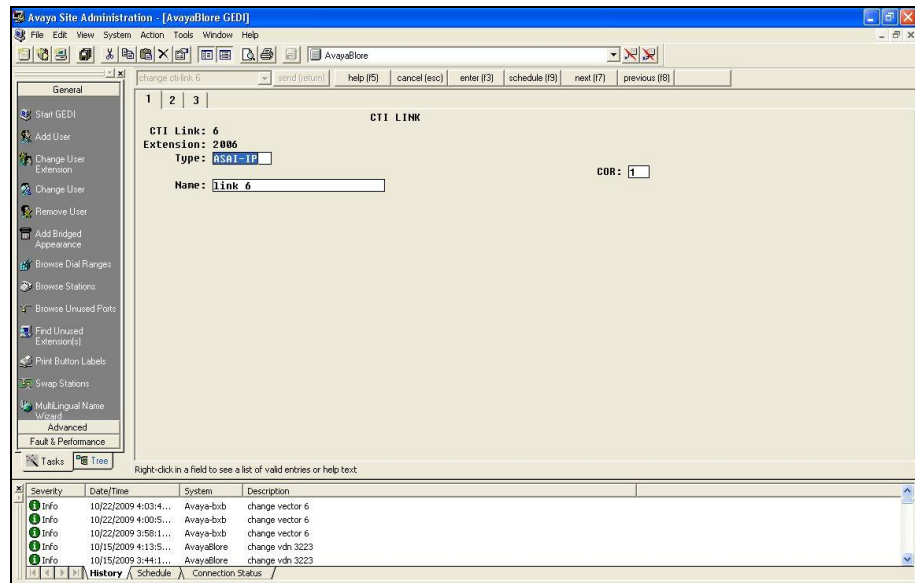 Avaya Site Administration - [AvayaBlore GEDI]
File Edit View System Action Tools Window Help
AvayaBlore
General
Start GEDI
Add User
Change User
Extension
Change User
Remove User
Add Bridged
Appearance
Browse Dial Ranges
Browse Stations
Browse Unused Ports
Find Unused
Extension(s)
Print Button Labels
Swap Stations
MultiLingual Name
Wizard
Advanced
Fault & Performance
Tasks Tree
change cti-link 6 send (return) help (f5) cancel (esc) enter (f3) schedule (f9) next (f7) previous (f8)
1 2 3
CTI LINK
CTI Link: 6
Extension: 2006
Type: ASAI-IP
COR: 1
Name: link 6
Right-click in a field to see a list of valid entries or help text
Severity Date/Time System Description
Info 10/22/2009 4:03:4... Avaya-bxb change vector 6
Info 10/22/2009 4:00:5... Avaya-bxb change vector 6
Info 10/22/2009 3:58:1... Avaya-bxb change vector 6
Info 10/15/2009 4:13:5... AvayaBlore change vdn 3223
Info 10/15/2009 3:44:1... AvayaBlore change vdn 3223
History Schedule Connection Status